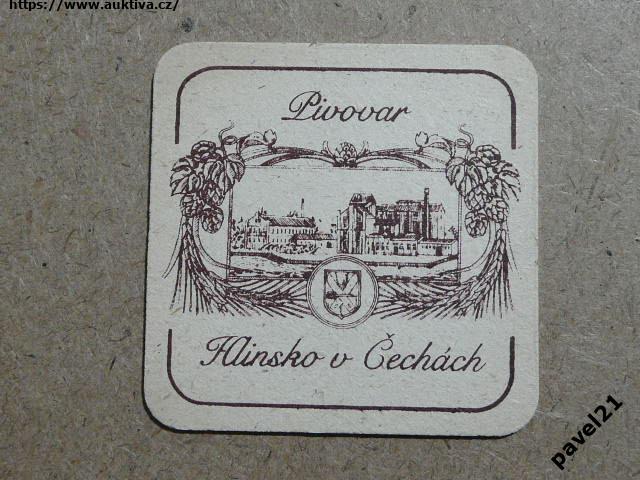 https://www.auktiva.cz/
Pivovar
Hlinsko v Čechách
pavel21